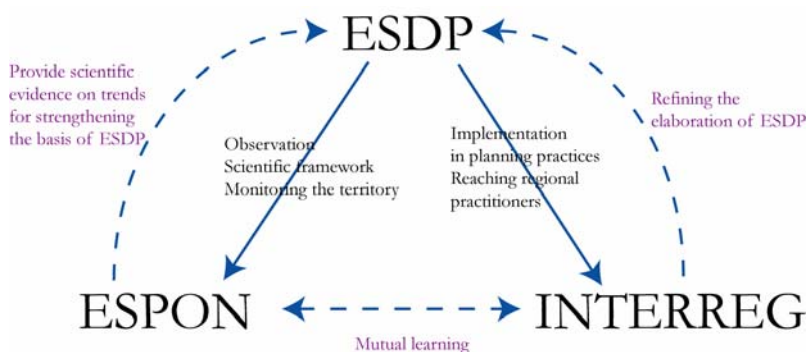 ESDP
Provide scientific
evidence on trends
for strengthening
the basis of ESDP
Observation
Scientific framework
Monitoring the territory
Implementation
in planning practices
Reaching regional
practitioners
Refining the
elaboration of ESDP
ESPON
INTERREG
Mutual learning